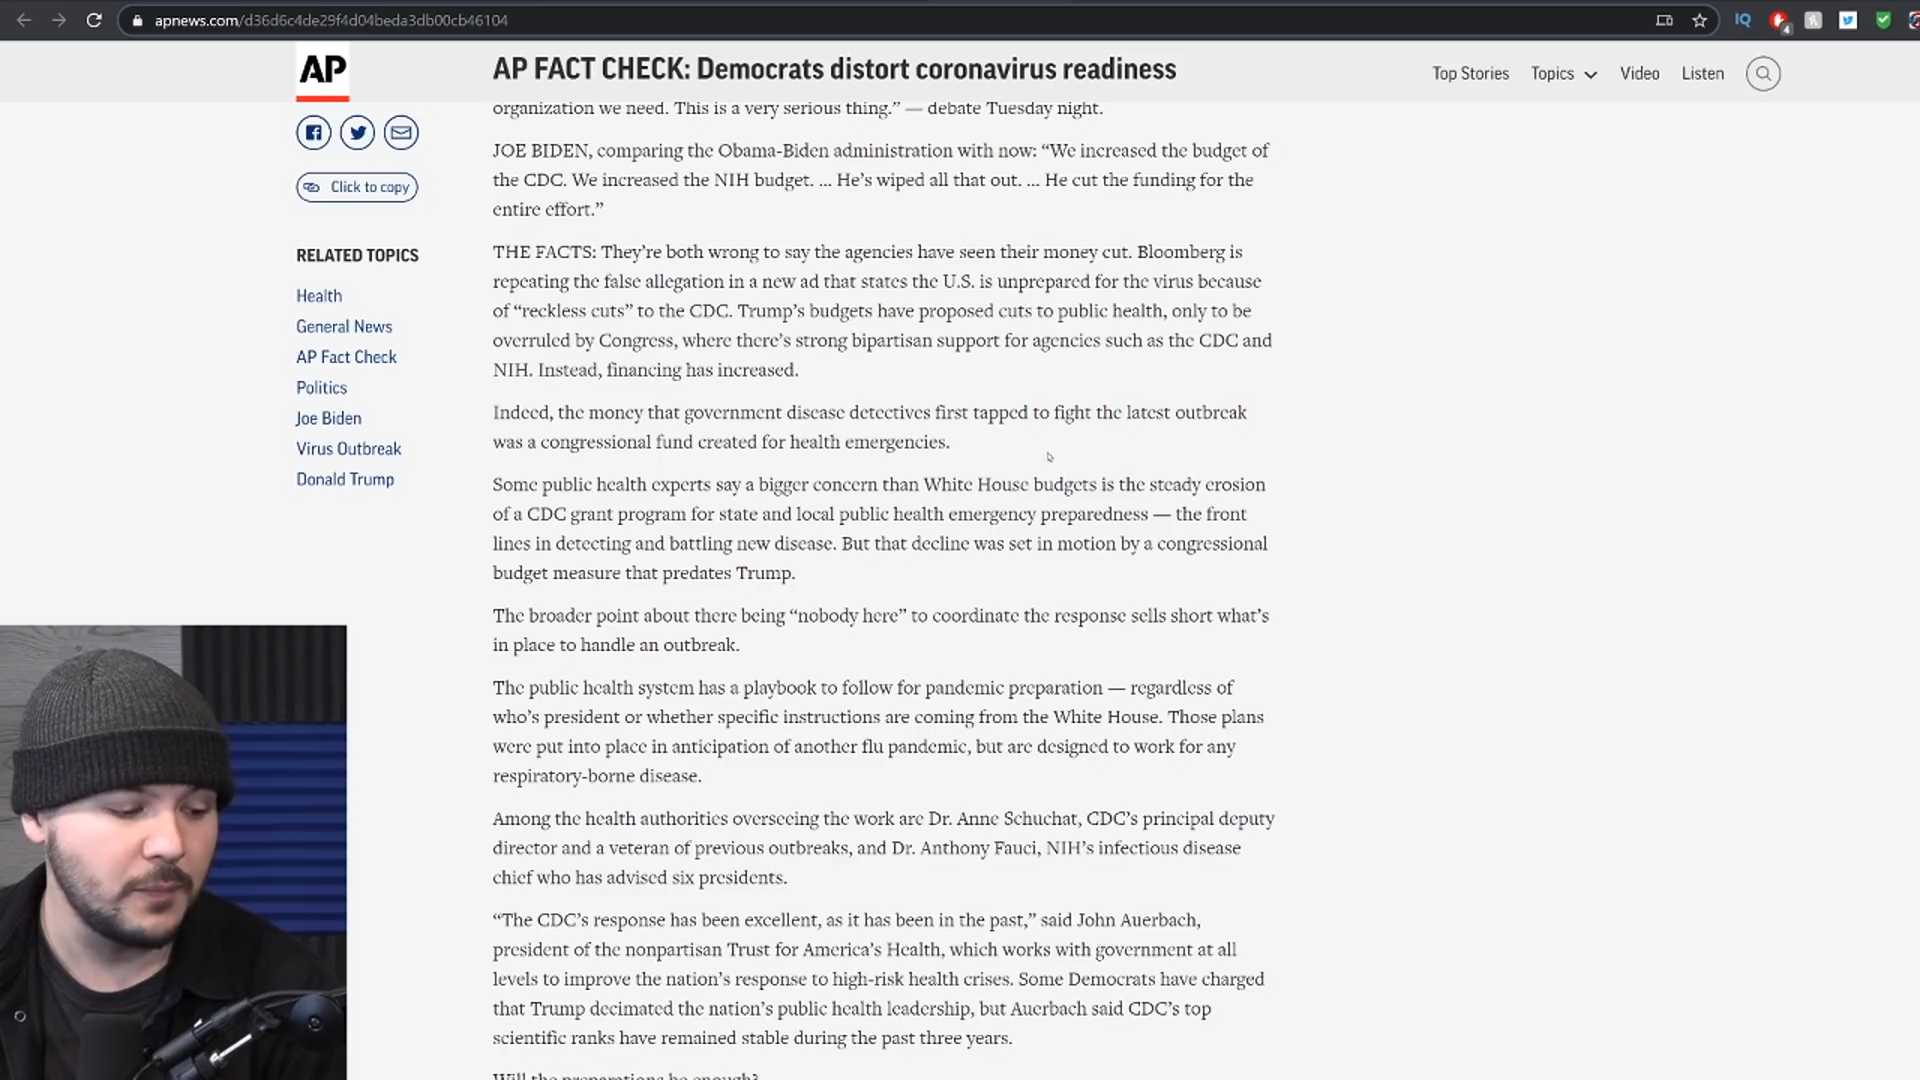 apnews.com/d36d6c4de29f4d04beda3db00cb46104
IQ
4
AP
AP FACT CHECK: Democrats distort coronavirus readiness
Top Stories
Topics
Video
Listen
Click to copy
RELATED TOPICS
Health
General News
AP Fact Check
Politics
Joe Biden
Virus Outbreak
Donald Trump
organization we need. This is a very serious thing.” — debate Tuesday night.
JOE BIDEN, comparing the Obama-Biden administration with now: “We increased the budget of
the CDC. We increased the NIH budget. ... He’s wiped all that out. ... He cut the funding for the
entire effort.”
THE FACTS: They’re both wrong to say the agencies have seen their money cut. Bloomberg is
repeating the false allegation in a new ad that states the U.S. is unprepared for the virus because
of “reckless cuts” to the CDC. Trump’s budgets have proposed cuts to public health, only to be
overruled by Congress, where there’s strong bipartisan support for agencies such as the CDC and
NIH. Instead, financing has increased.
Indeed, the money that government disease detectives first tapped to fight the latest outbreak
was a congressional fund created for health emergencies.
Some public health experts say a bigger concern than White House budgets is the steady erosion
of a CDC grant program for state and local public health emergency preparedness — the front
lines in detecting and battling new disease. But that decline was set in motion by a congressional
budget measure that predates Trump.
The broader point about there being “nobody here” to coordinate the response sells short what’s
in place to handle an outbreak.
The public health system has a playbook to follow for pandemic preparation — regardless of
who’s president or whether specific instructions are coming from the White House. Those plans
were put into place in anticipation of another flu pandemic, but are designed to work for any
respiratory-borne disease.
Among the health authorities overseeing the work are Dr. Anne Schuchat, CDC’s principal deputy
director and a veteran of previous outbreaks, and Dr. Anthony Fauci, NIH’s infectious disease
chief who has advised six presidents.
“The CDC’s response has been excellent, as it has been in the past,” said John Auerbach,
president of the nonpartisan Trust for America’s Health, which works with government at all
levels to improve the nation’s response to high-risk health crises. Some Democrats have charged
that Trump decimated the nation’s public health leadership, but Auerbach said CDC’s top
scientific ranks have remained stable during the past three years.
Will the preparations be enough?